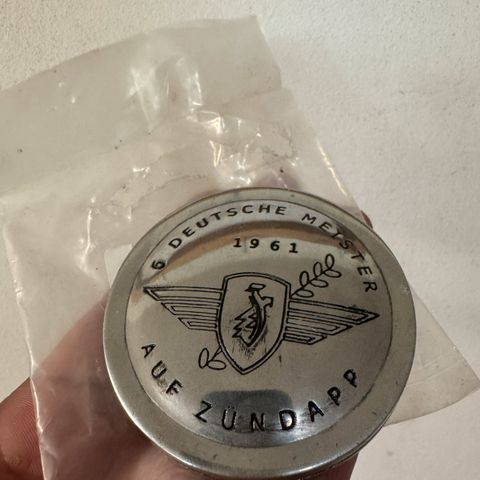 6 DEUTSCHE MEISTER
1961
AUF ZÜNDAPP